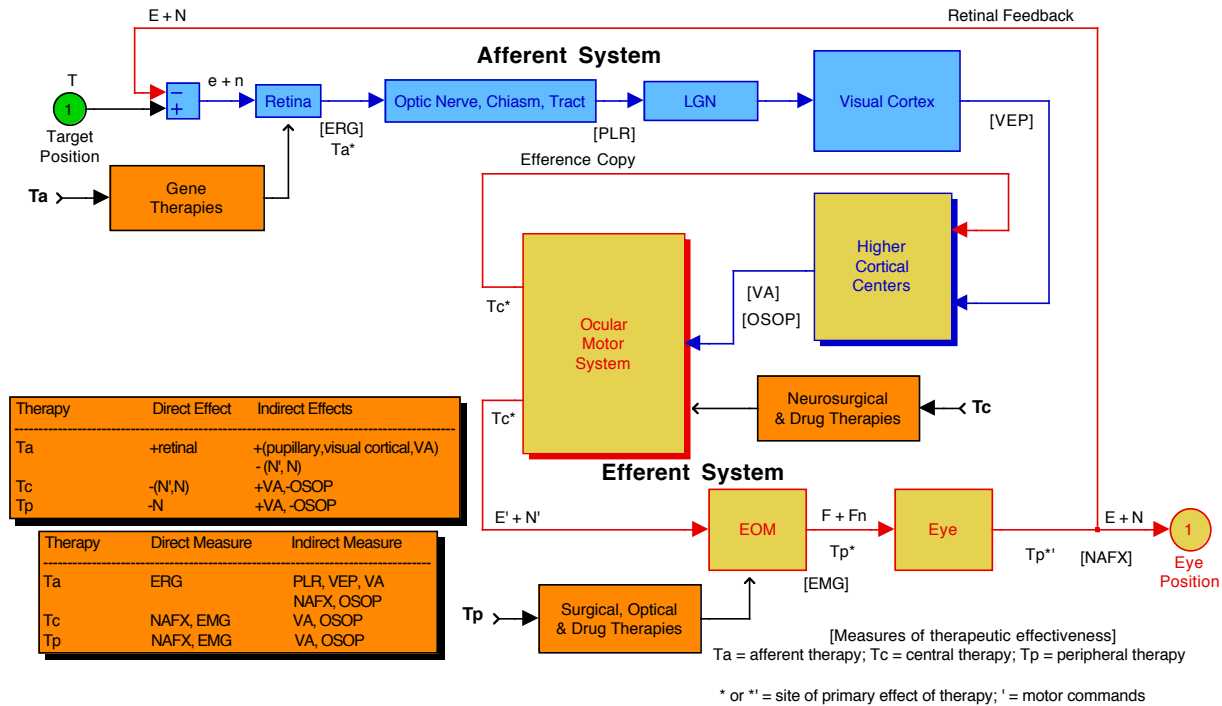 E + N
Retinal Feedback
Afferent System
T
1
Target
Position
−
+
e + n
Retina
[ERG]
Ta*
Optic Nerve, Chiasm, Tract
[PLR]
LGN
Visual Cortex
[VEP]
Ta
Gene
Therapies
Efference Copy
Higher
Cortical
Centers
[VA]
[OSOP]
Tc*
Ocular
Motor
System
Tc*
Neurosurgical
& Drug Therapies
Tc
Efferent System
Therapy Direct Effect Indirect Effects
Ta +retinal +(pupillary,visual cortical,VA)
- (N', N)
Tc -(N',N) +VA,-OSOP
Tp -N +VA, -OSOP
Therapy Direct Measure Indirect Measure
Ta ERG PLR, VEP, VA
NAFX, OSOP
Tc NAFX, EMG VA, OSOP
Tp NAFX, EMG VA, OSOP
E' + N'
EOM
F + Fn
Tp*
[EMG]
Eye
Tp*'
[NAFX]
E + N
1
Eye
Position
Tp
Surgical, Optical
& Drug Therapies
[Measures of therapeutic effectiveness]
Ta = afferent therapy; Tc = central therapy; Tp = peripheral therapy
* or *' = site of primary effect of therapy; ' = motor commands